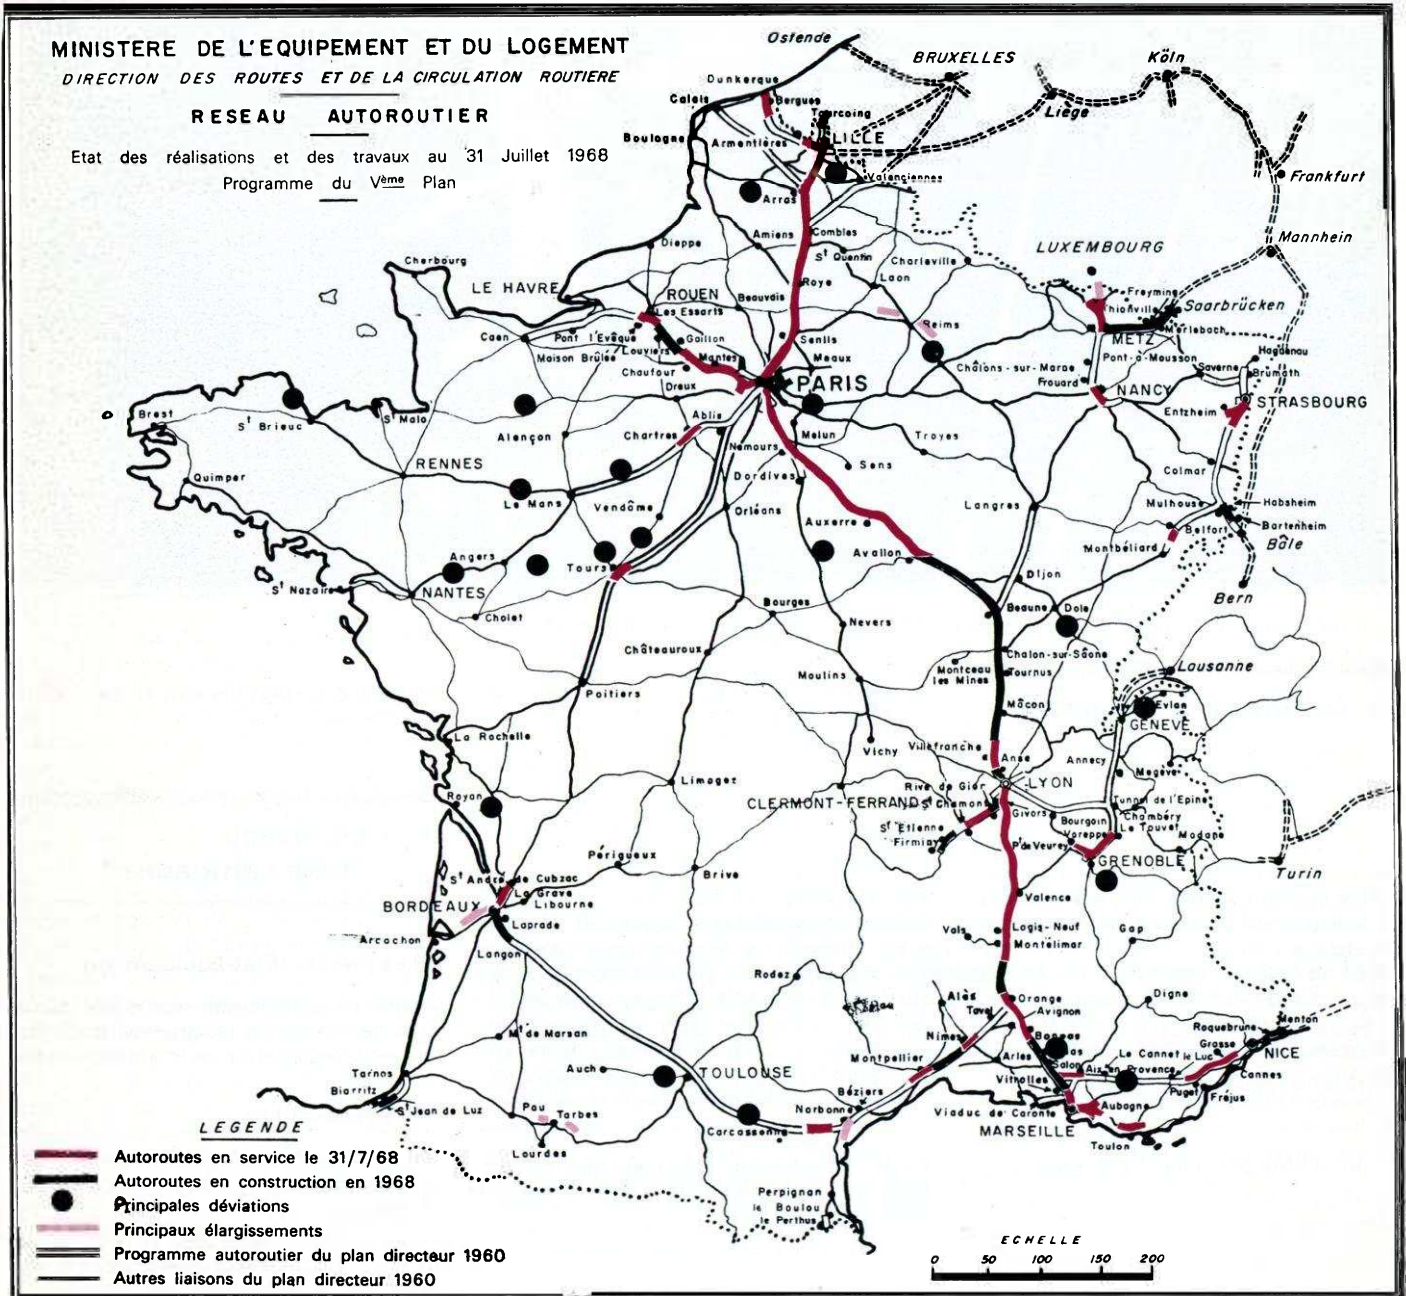 MINISTERE DE L'EQUIPEMENT ET DU LOGEMENT
DIRECTION DES ROUTES ET DE LA CIRCULATION ROUTIERE
RESEAU AUTOROUTIER
Etat des réalisations et des travaux au 31 Juillet 1968
Programme du Vème Plan
Ostende
BRUXELLES
Köln
Liège
Frankfurt
Mannhein
Dunkerque
Calais
Bergues
Tourcoing
Boulogne
Armentières
LILLE
Valenciennes
Arras
Amiens
Combles
St Quentin
Charleville
LUXEMBOURG
Dieppe
Cherbourg
LE HAVRE
ROUEN
Les Essarts
Beauvais
Roye
Laon
Freyming
Thionville
Saarbrücken
Merlebach
METZ
Caen
Pont l'Evêque
Maison Brûlée
Louviers
Gaillon
Mantes
Senlis
Reims
Meaux
Chaufour
Dreux
PARIS
Châlons-sur-Marne
Pont-à-Mousson
Frouard
NANCY
Saverne
Haguenau
Brumath
STRASBOURG
Entzheim
Brest
St Brieuc
St Malo
Alençon
Chartres
Ablis
Melun
Nemours
Troyes
Sens
Dordives
Colmar
RENNES
Quimper
Le Mans
Vendôme
Orléans
Auxerre
Langres
Mulhouse
Habsheim
Bartenheim
Belfort
Montbéliard
Bâle
Bern
Angers
Tours
Avallon
Dijon
St Nazaire
NANTES
Cholet
Bourges
Nevers
Beaune
Dole
Châteauroux
Moulins
Montceau les Mines
Chalon-sur-Saône
Tournus
Mâcon
Lausanne
Evian
GENEVE
Poitiers
La Rochelle
Vichy
Villefranche
Anse
Annecy
Megève
Limoges
CLERMONT-FERRAND
Rive de Gier
St Chamond
LYON
Givors
Bourgoin
Tunnel de l'Epine
Chambéry
Le Touvet
Voreppe
Modane
St Etienne
Firminy
Pt de Veurey
GRENOBLE
Turin
Royan
Périgueux
Brive
St André de Cubzac
La Grave
Libourne
BORDEAUX
Laprade
Arcachon
Langon
Valence
Logis-Neuf
Vals
Montélimar
Gap
Rodez
Alès
Tavel
Orange
Avignon
Digne
Mt de Marsan
Nimes
Arles
Salon
Montpellier
Roquebrune
Menton
Grasse
NICE
Le Cannet
le Luc
Aix en Provence
Cannes
Puget
Fréjus
Vitrolles
Viaduc de Caronte
Aubagne
MARSEILLE
Toulon
Tarnos
Biarritz
St Jean de Luz
Auch
TOULOUSE
Béziers
Narbonne
Carcassonne
Pau
Tarbes
Lourdes
Perpignan
le Boulou
le Perthus
LEGENDE
Autoroutes en service le 31/7/68
Autoroutes en construction en 1968
Principales déviations
Principaux élargissements
Programme autoroutier du plan directeur 1960
Autres liaisons du plan directeur 1960
ECHELLE
0 50 100 150 200